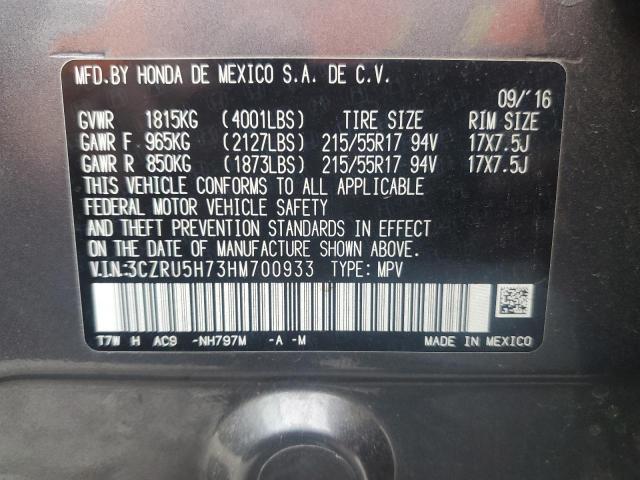 MFD.BY HONDA DE MEXICO S.A. DE C.V.
09/'16
GVWR 1815KG (4001LBS) TIRE SIZE RIM SIZE
GAWR F 965KG (2127LBS) 215/55R17 94V 17X7.5J
GAWR R 850KG (1873LBS) 215/55R17 94V 17X7.5J
THIS VEHICLE CONFORMS TO ALL APPLICABLE
FEDERAL MOTOR VEHICLE SAFETY
AND THEFT PREVENTION STANDARDS IN EFFECT
ON THE DATE OF MANUFACTURE SHOWN ABOVE.
V.I.N.:3CZRU5H73HM700933 TYPE: MPV
T7W H AC9 -NH797M -A -M MADE IN MEXICO